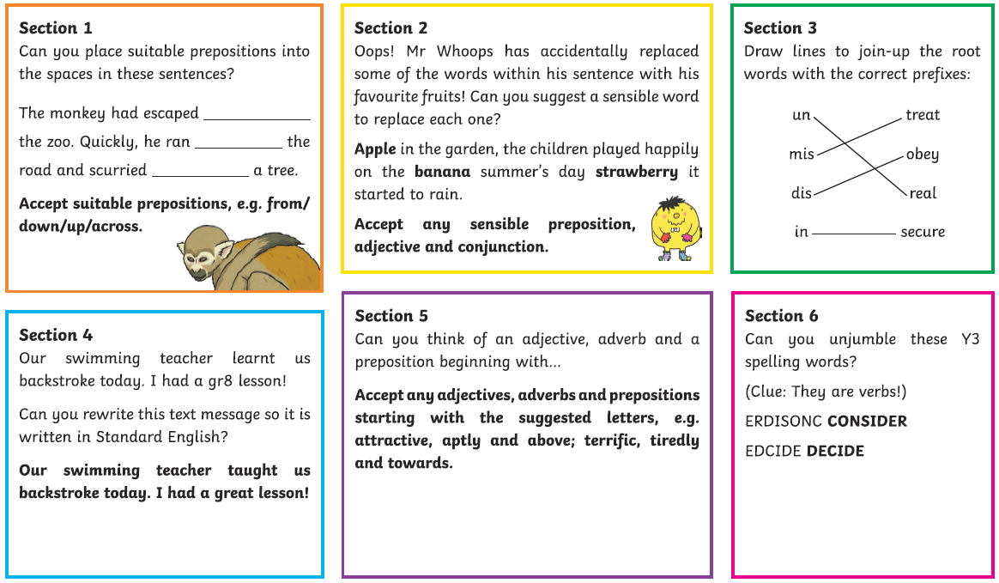 Section 1
Can you place suitable prepositions into
the spaces in these sentences?
The monkey had escaped ____________
the zoo. Quickly, he ran __________ the
road and scurried ___________ a tree.
Accept suitable prepositions, e.g. from/
down/up/across.
Section 2
Oops! Mr Whoops has accidentally replaced
some of the words within his sentence with his
favourite fruits! Can you suggest a sensible word
to replace each one?
Apple in the garden, the children played happily
on the banana summer's day strawberry it
started to rain.
Accept any sensible preposition,
adjective and conjunction.
Section 3
Draw lines to join-up the root
words with the correct prefixes:
un treat
mis obey
dis real
in secure
Section 4
Our swimming teacher learnt us
backstroke today. I had a gr8 lesson!
Can you rewrite this text message so it is
written in Standard English?
Our swimming teacher taught us
backstroke today. I had a great lesson!
Section 5
Can you think of an adjective, adverb and a
preposition beginning with...
Accept any adjectives, adverbs and prepositions
starting with the suggested letters, e.g.
attractive, aptly and above; terrific, tiredly
and towards.
Section 6
Can you unjumble these Y3
spelling words?
(Clue: They are verbs!)
ERDISONC CONSIDER
EDCIDE DECIDE